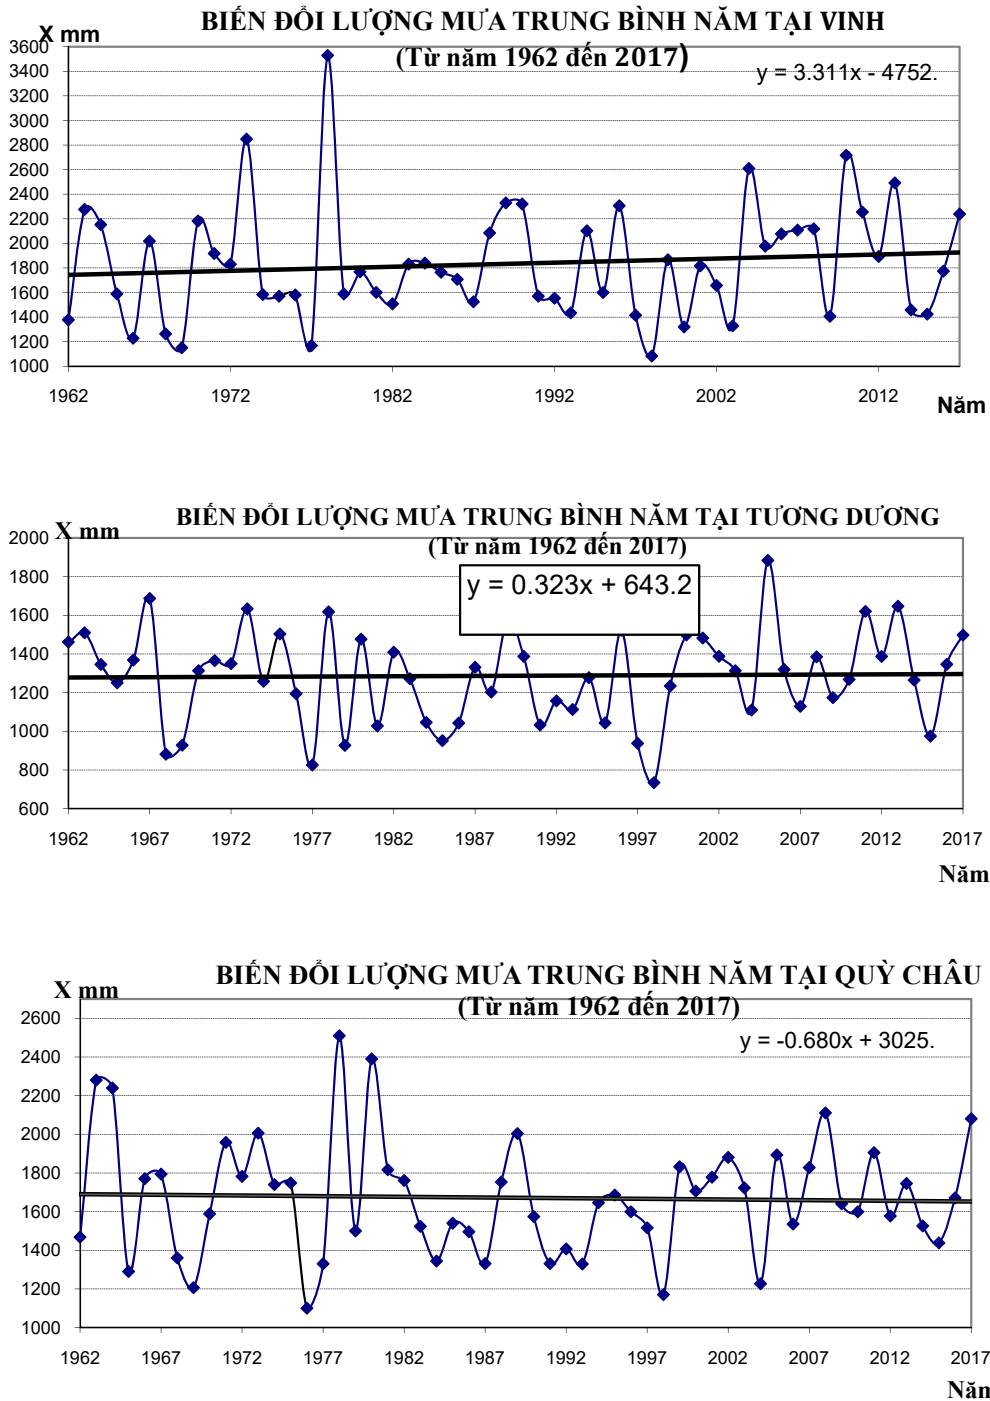 BIẾN ĐỔI LƯỢNG MƯA TRUNG BÌNH NĂM TẠI VINH
X mm
(Từ năm 1962 đến 2017)
y = 3.311x - 4752.
3600
3400
3200
3000
2800
2600
2400
2200
2000
1800
1600
1400
1200
1000
1962 1972 1982 1992 2002 2012
Năm
BIẾN ĐỔI LƯỢNG MƯA TRUNG BÌNH NĂM TẠI TƯƠNG DƯƠNG
X mm
(Từ năm 1962 đến 2017)
y = 0.323x + 643.2
2000
1800
1600
1400
1200
1000
800
600
1962 1967 1972 1977 1982 1987 1992 1997 2002 2007 2012 2017
Năm
BIẾN ĐỔI LƯỢNG MƯA TRUNG BÌNH NĂM TẠI QUỲ CHÂU
X mm
(Từ năm 1962 đến 2017)
y = -0.680x + 3025.
2600
2400
2200
2000
1800
1600
1400
1200
1000
1962 1967 1972 1977 1982 1987 1992 1997 2002 2007 2012 2017
Năm